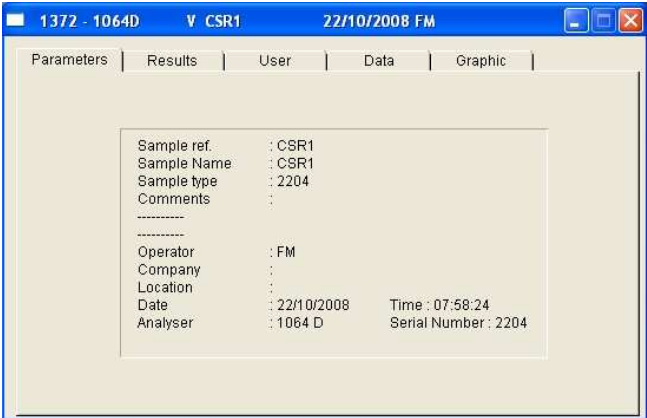 1372 - 1064D V CSR1 22/10/2008 FM
Parameters Results User Data Graphic
Sample ref. : CSR1
Sample Name : CSR1
Sample type : 2204
Comments :
----------
----------
Operator : FM
Company :
Location :
Date : 22/10/2008 Time : 07:58:24
Analyser : 1064 D Serial Number : 2204